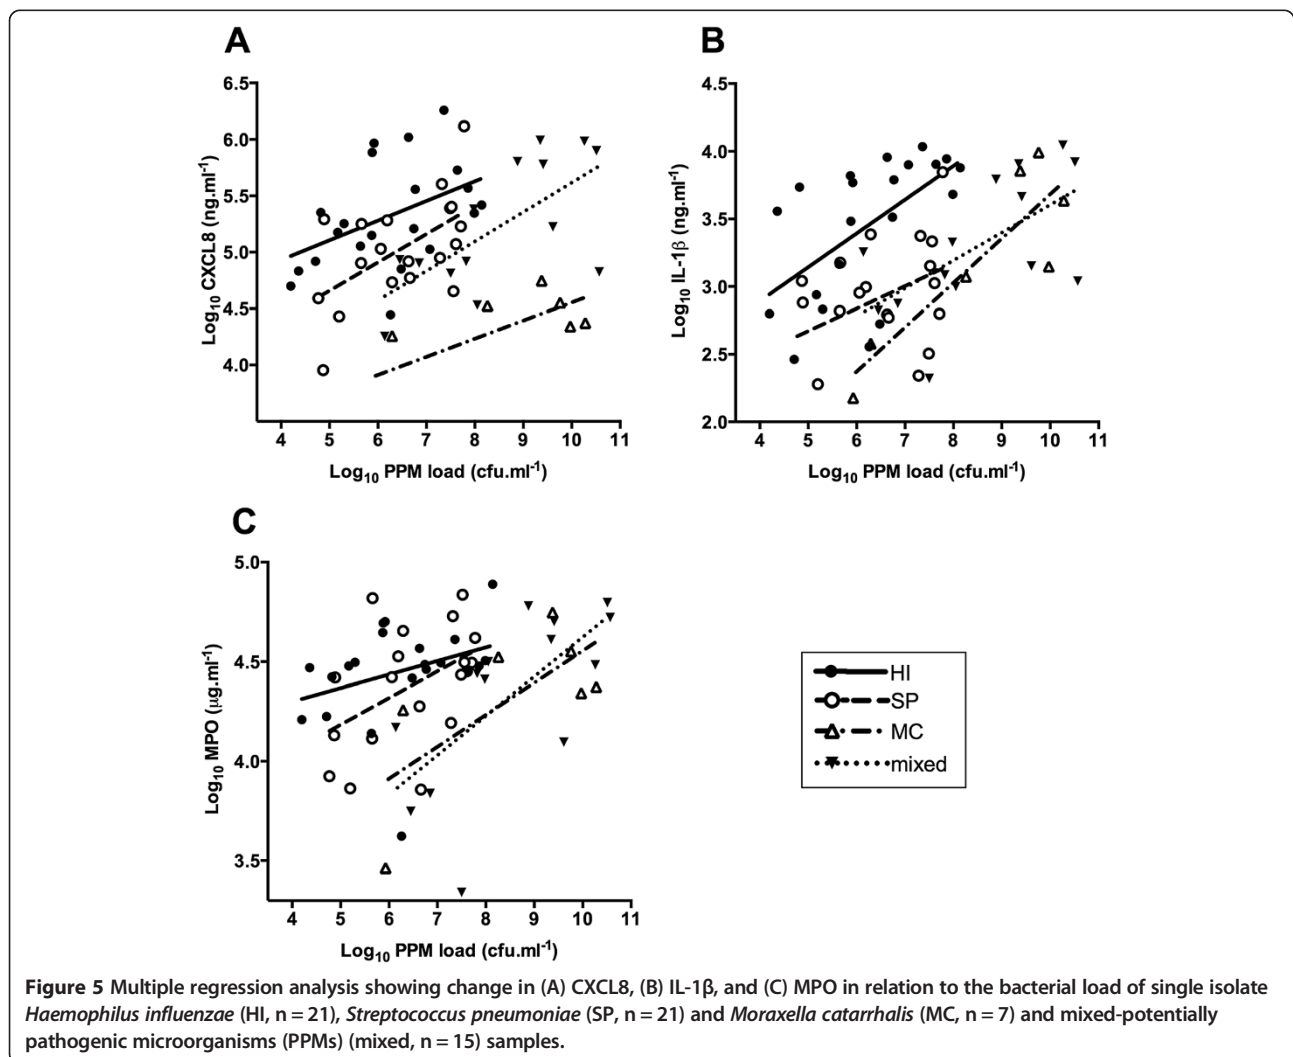 A
B
6.5
6.0
5.5
5.0
4.5
4.0
Log10 CXCL8 (ng.ml-1)
4 5 6 7 8 9 10 11
Log10 PPM load (cfu.ml-1)
4.5
4.0
3.5
3.0
2.5
2.0
Log10 IL-1β (ng.ml-1)
4 5 6 7 8 9 10 11
Log10 PPM load (cfu.ml-1)
C
5.0
4.5
4.0
3.5
Log10 MPO (µg.ml-1)
4 5 6 7 8 9 10 11
Log10 PPM load (cfu.ml-1)
HI
SP
MC
mixed
Figure 5 Multiple regression analysis showing change in (A) CXCL8, (B) IL-1β, and (C) MPO in relation to the bacterial load of single isolate
Haemophilus influenzae (HI, n = 21), Streptococcus pneumoniae (SP, n = 21) and Moraxella catarrhalis (MC, n = 7) and mixed-potentially
pathogenic microorganisms (PPMs) (mixed, n = 15) samples.